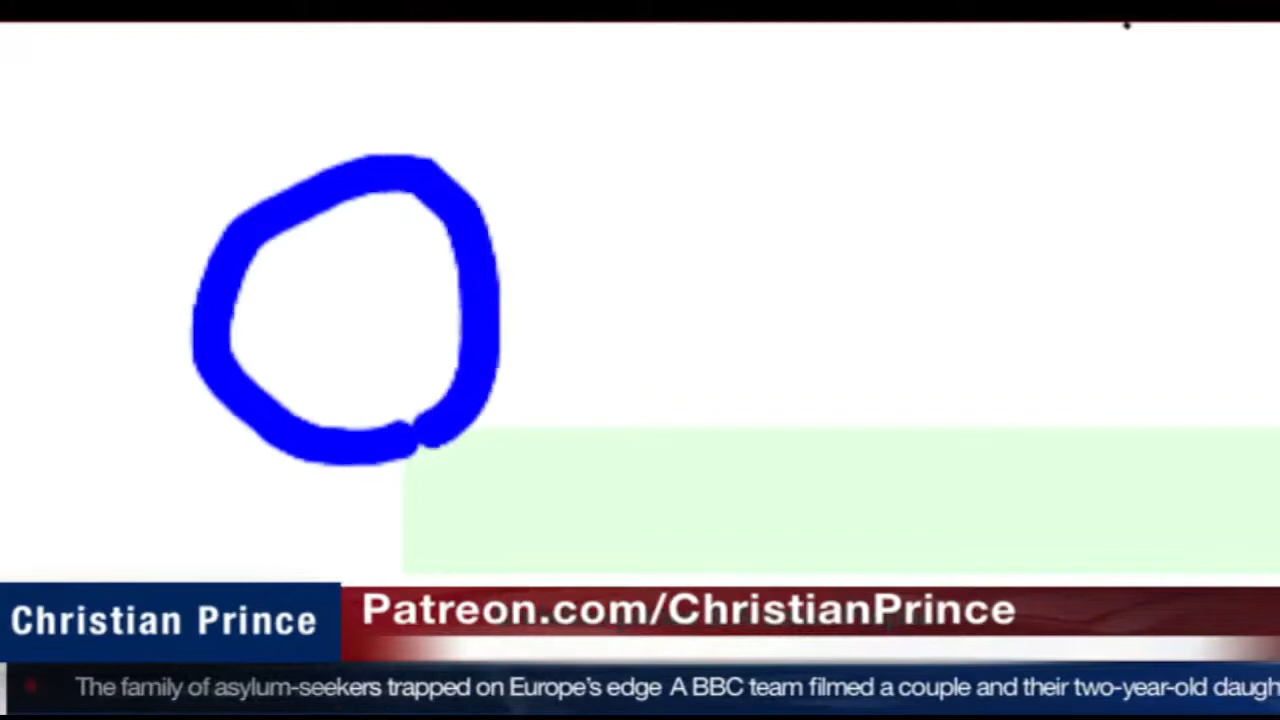 Christian Prince
Patreon.com/ChristianPrince
The family of asylum-seekers trapped on Europe's edge A BBC team filmed a couple and their two-year-old daugh